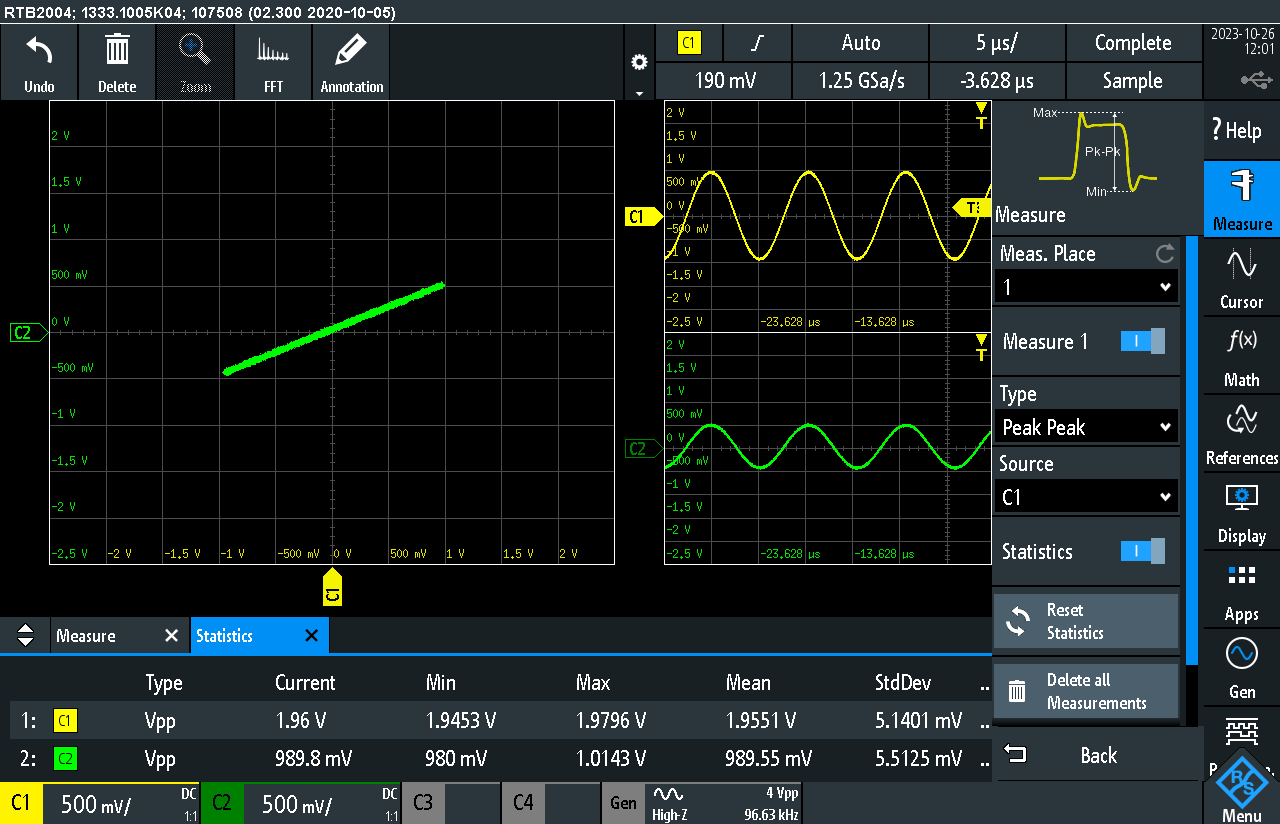 RTB2004; 1333.1005K04; 107508 (02.300 2020-10-05)
Undo Delete Zoom FFT Annotation
C1 Auto 5 µs/ Complete
190 mV 1.25 GSa/s -3.628 µs Sample
2023-10-26
12:01
2 V
1.5 V
1 V
500 mV
0 V
-500 mV
-1 V
-1.5 V
-2 V
-2.5 V -2 V -1.5 V -1 V -500 mV 0 V 500 mV 1 V 1.5 V 2 V
C2
C1
2 V
1.5 V
1 V
500 mV
0 V
-500 mV
-1 V
-1.5 V
-2 V
-2.5 V -23.628 µs -13.628 µs
C1
T
T
2 V
1.5 V
1 V
500 mV
0 V
-500 mV
-1 V
-1.5 V
-2 V
-2.5 V -23.628 µs -13.628 µs
C2
T
Max
Pk-Pk
Min
Measure
Meas. Place
1
Measure 1
Type
Peak Peak
Source
C1
Statistics
Reset
Statistics
Delete all
Measurements
Back
? Help
Measure
Cursor
f(x)
Math
References
Display
Apps
Gen
R/S
Menu
Measure Statistics
Type Current Min Max Mean StdDev ..
1: C1 Vpp 1.96 V 1.9453 V 1.9796 V 1.9551 V 5.1401 mV ..
2: C2 Vpp 989.8 mV 980 mV 1.0143 V 989.55 mV 5.5125 mV ..
C1 500 mV/ DC 1:1
C2 500 mV/ DC 1:1
C3
C4
Gen High-Z 4 Vpp 96.63 kHz